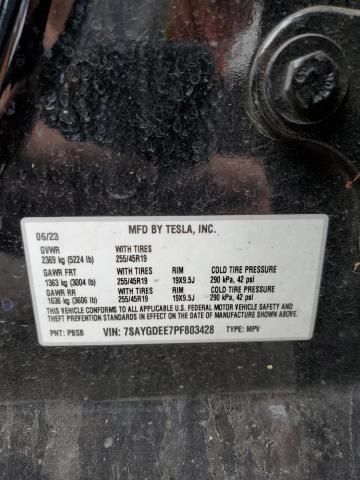 MFD BY TESLA, INC.
06/23
GVWR WITH TIRES
2369 kg (5224 lb) 255/45R19
GAWR FRT WITH TIRES RIM COLD TIRE PRESSURE
1363 kg (3004 lb) 255/45R19 19X9.5J 290 kPa, 42 psi
GAWR RR WITH TIRES RIM COLD TIRE PRESSURE
1636 kg (3606 lb) 255/45R19 19X9.5J 290 kPa, 42 psi
THIS VEHICLE CONFORMS TO ALL APPLICABLE U.S. FEDERAL MOTOR VEHICLE SAFETY AND
THEFT PREVENTION STANDARDS IN EFFECT ON THE DATE OF MANUFACTURE SHOWN ABOVE.
PNT: PBSB VIN: 7SAYGDEE7PF803428 TYPE: MPV